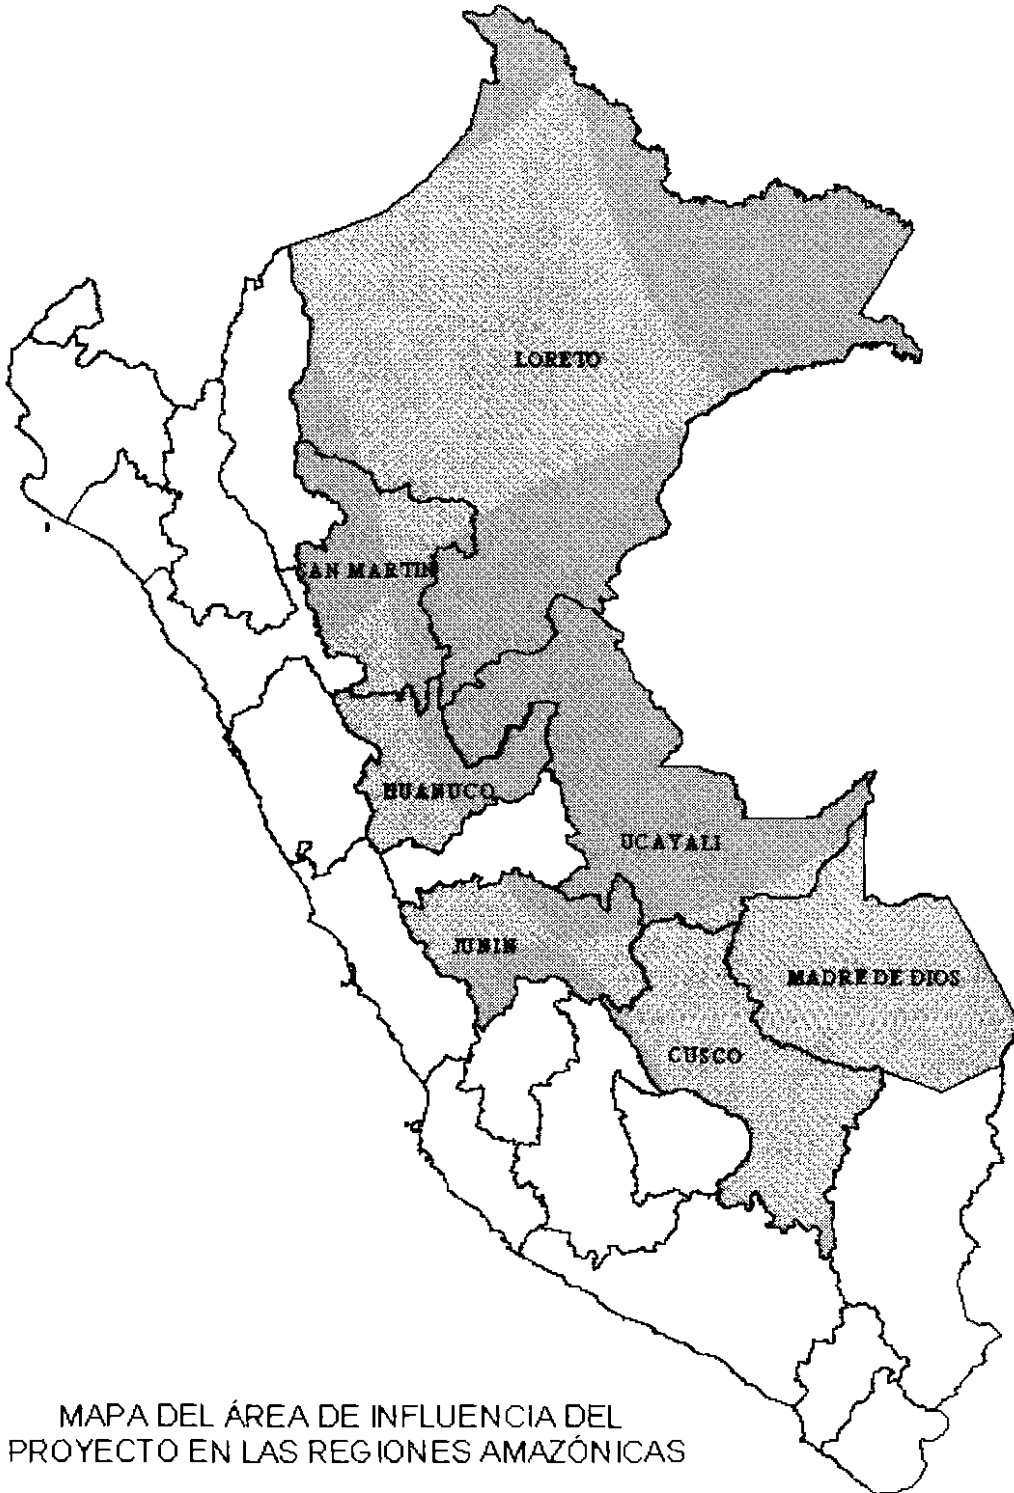 LORETO
SAN MARTIN
HUANUCO
UCAYALI
JUNIN
MADRE DE DIOS
CUSCO
MAPA DEL ÁREA DE INFLUENCIA DEL
PROYECTO EN LAS REGIONES AMAZÓNICAS